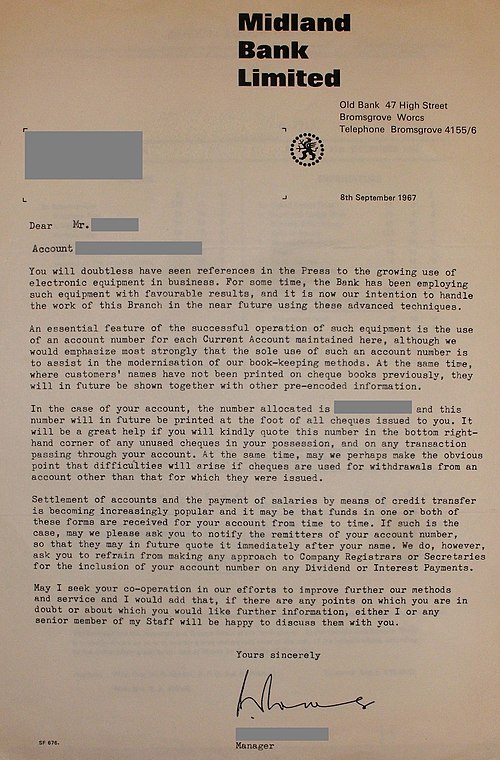 Midland
Bank
Limited
Old Bank 47 High Street
Bromsgrove Worcs
Telephone Bromsgrove 4155/6
8th September 1967
Dear Mr.
Account
You will doubtless have seen references in the Press to the growing use of
electronic equipment in business. For some time, the Bank has been employing
such equipment with favourable results, and it is now our intention to handle
the work of this Branch in the near future using these advanced techniques.
An essential feature of the successful operation of such equipment is the use
of an account number for each Current Account maintained here, although we
would emphasize most strongly that the sole use of such an account number is
to assist in the modernisation of our book-keeping methods. At the same time,
where customers' names have not been printed on cheque books previously, they
will in future be shown together with other pre-encoded information.
In the case of your account, the number allocated is and this
number will in future be printed at the foot of all cheques issued to you. It
will be a great help if you will kindly quote this number in the bottom right-
hand corner of any unused cheques in your possession, and on any transaction
passing through your account. At the same time, may we perhaps make the obvious
point that difficulties will arise if cheques are used for withdrawals from an
account other than that for which they were issued.
Settlement of accounts and the payment of salaries by means of credit transfer
is becoming increasingly popular and it may be that funds in one or both of
these forms are received for your account from time to time. If such is the
case, may we please ask you to notify the remitters of your account number,
so that they may in future quote it immediately after your name. We do, however,
ask you to refrain from making any approach to Company Registrars or Secretaries
for the inclusion of your account number on any Dividend or Interest Payments.
May I seek your co-operation in our efforts to improve further our methods
and service and I would add that, if there are any points on which you are in
doubt or about which you would like further information, either I or any
senior member of my Staff will be happy to discuss them with you.
Yours sincerely
Manager
SF 676.